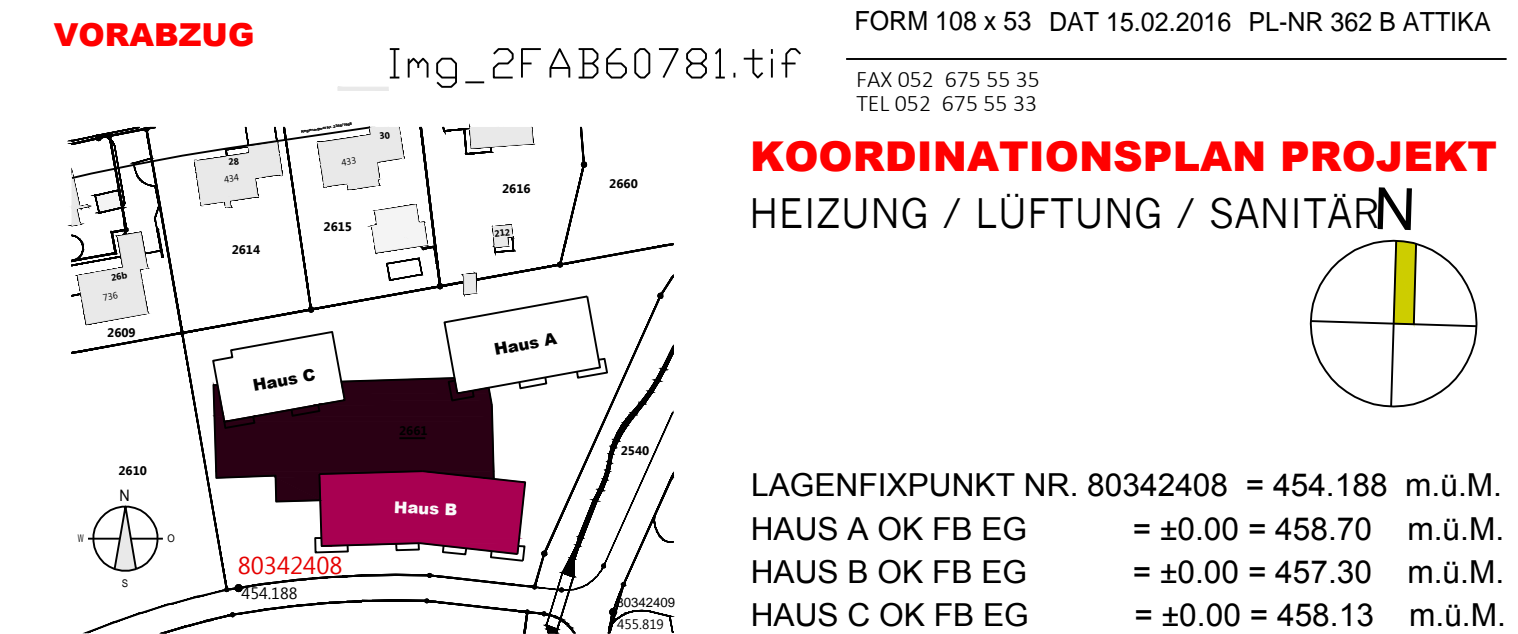 VORABZUG
__Img_2FAB60781.tif
FORM 108 x 53 DAT 15.02.2016 PL-NR 362 B ATTIKA
FAX 052 675 55 35
TEL 052 675 55 33
KOORDINATIONSPLAN PROJEKT
HEIZUNG / LÜFTUNG / SANITÄR
N
30
28
433
434
2616
2660
2615
212
2614
26b
736
2609
Haus A
Haus C
2661
2540
2610
Haus B
N
W
O
S
80342408
454.188
80342409
455.819
LAGENFIXPUNKT NR. 80342408 = 454.188 m.ü.M.
HAUS A OK FB EG = ±0.00 = 458.70 m.ü.M.
HAUS B OK FB EG = ±0.00 = 457.30 m.ü.M.
HAUS C OK FB EG = ±0.00 = 458.13 m.ü.M.